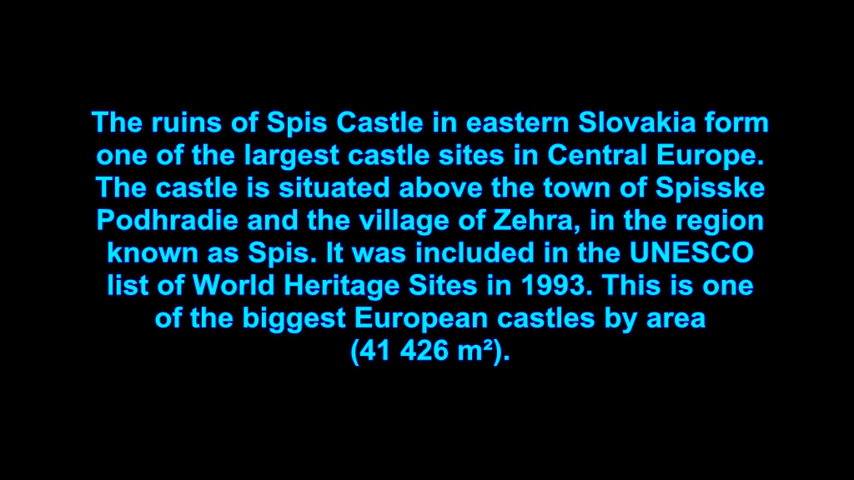 The ruins of Spis Castle in eastern Slovakia form
one of the largest castle sites in Central Europe.
The castle is situated above the town of Spisske
Podhradie and the village of Zehra, in the region
known as Spis. It was included in the UNESCO
list of World Heritage Sites in 1993. This is one
of the biggest European castles by area
(41 426 m²).